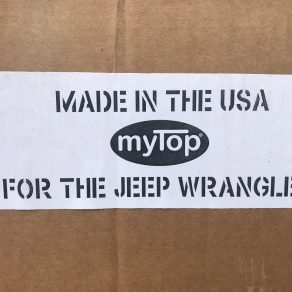 MADE IN THE USA
myTop®
FOR THE JEEP WRANGLE